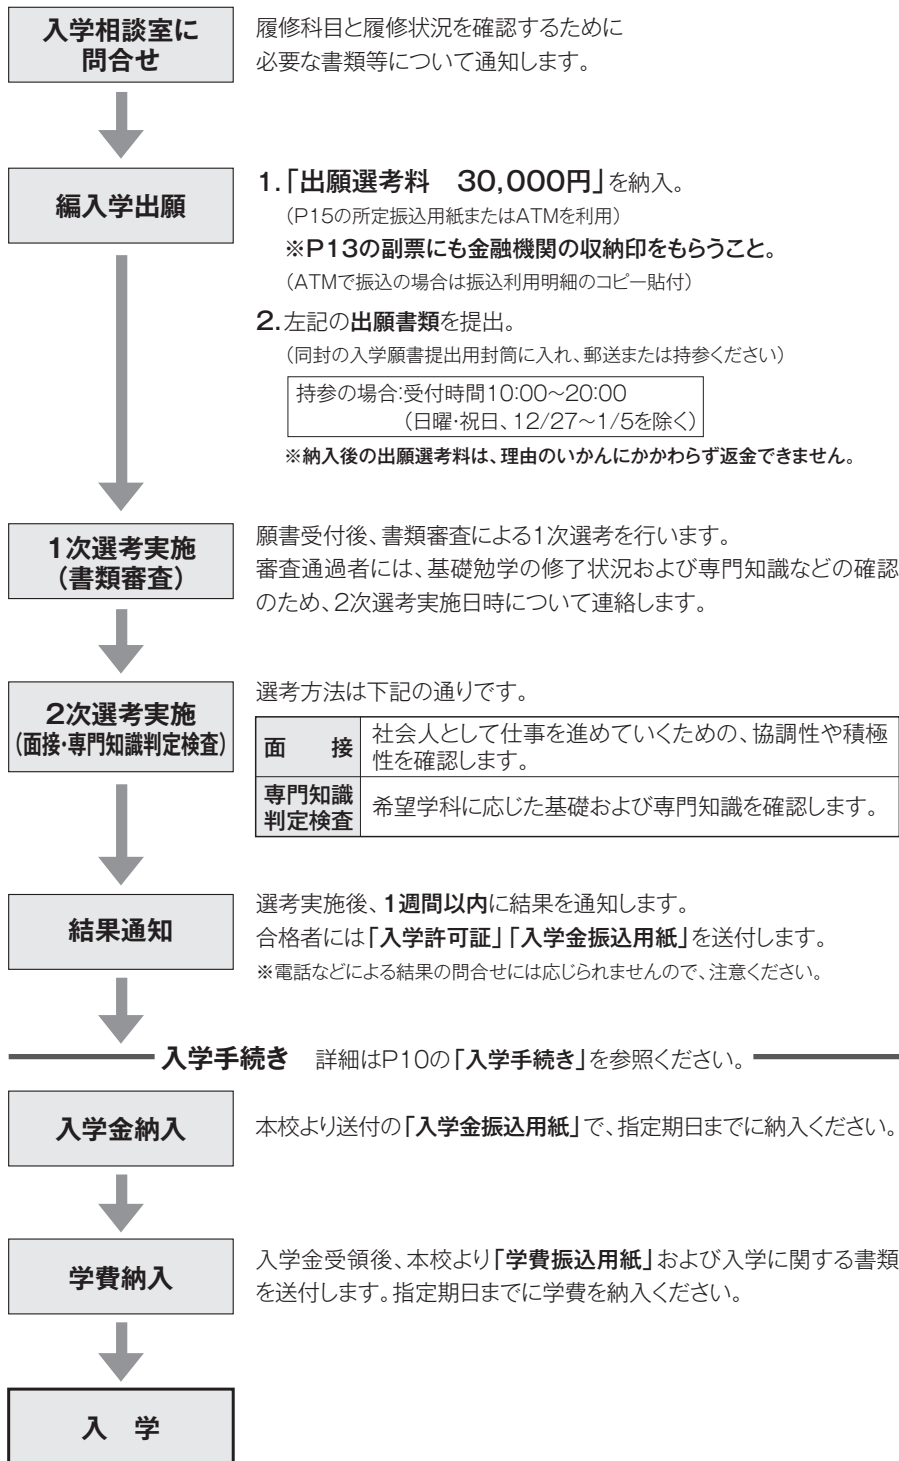 入学相談室に
問合せ
履修科目と履修状況を確認するために
必要な書類等について通知します。
編入学出願
1.「出願選考料　30,000円」を納入。
（P15の所定振込用紙またはATMを利用）
※P13の副票にも金融機関の収納印をもらうこと。
（ATMで振込の場合は振込利用明細のコピー貼付）
2.左記の出願書類を提出。
（同封の入学願書提出用封筒に入れ、郵送または持参ください）
持参の場合:受付時間10:00～20:00
（日曜・祝日、12/27～1/5を除く）
※納入後の出願選考料は、理由のいかんにかかわらず返金できません。
1次選考実施
（書類審査）
願書受付後、書類審査による1次選考を行います。
審査通過者には、基礎勉学の修了状況および専門知識などの確認
のため、2次選考実施日時について連絡します。
2次選考実施
（面接・専門知識判定検査）
選考方法は下記の通りです。
面　接
社会人として仕事を進めていくための、協調性や積極
性を確認します。
専門知識
判定検査
希望学科に応じた基礎および専門知識を確認します。
結果通知
選考実施後、1週間以内に結果を通知します。
合格者には「入学許可証」「入学金振込用紙」を送付します。
※電話などによる結果の問合せには応じられませんので、注意ください。
入学手続き　詳細はP10の「入学手続き」を参照ください。
入学金納入
本校より送付の「入学金振込用紙」で、指定期日までに納入ください。
学費納入
入学金受領後、本校より「学費振込用紙」および入学に関する書類
を送付します。指定期日までに学費を納入ください。
入　学